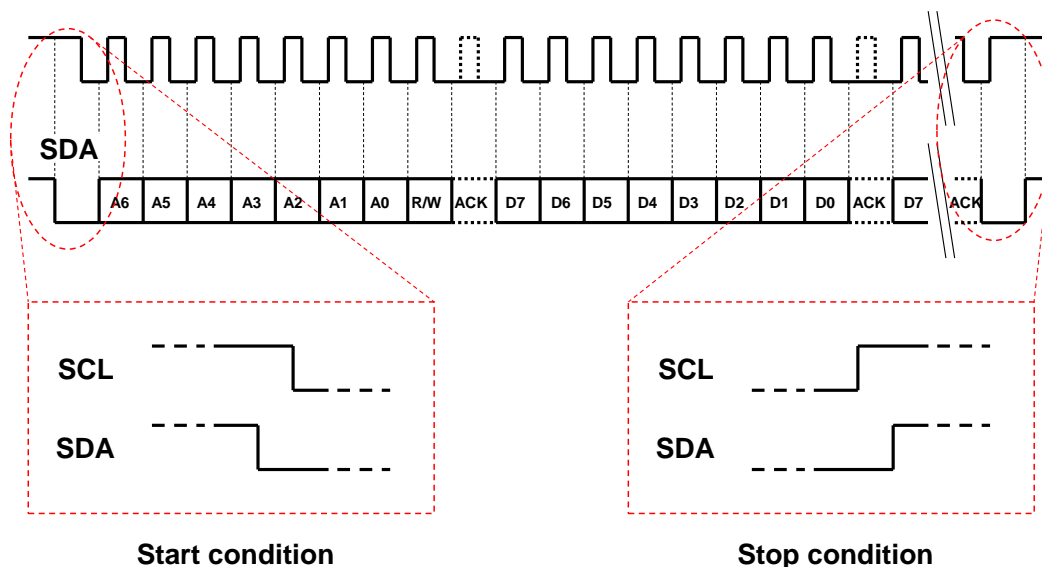 SDA
A6 A5 A4 A3 A2 A1 A0 R/W ACK D7 D6 D5 D4 D3 D2 D1 D0 ACK D7 ACK
SCL
SDA
SCL
SDA
Start condition
Stop condition